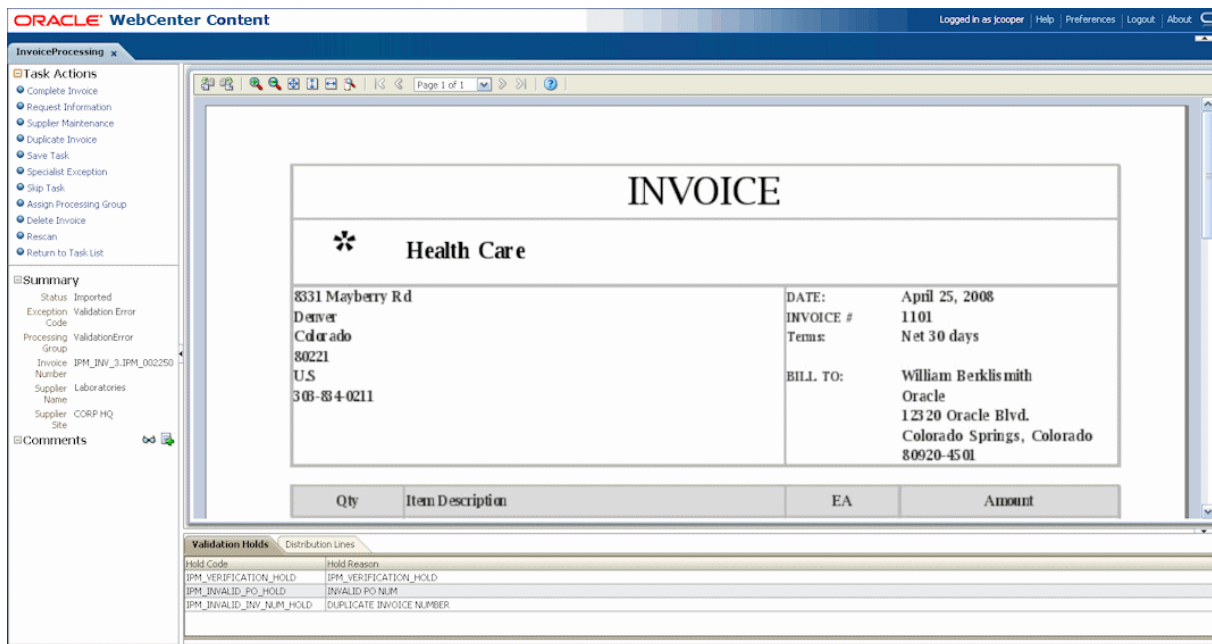 ORACLE WebCenter Content
Logged in as jcooper Help Preferences Logout About
InvoiceProcessing x
Task Actions
Complete Invoice
Request Information
Supplier Maintenance
Duplicate Invoice
Save Task
Specialist Exception
Skip Task
Assign Processing Group
Delete Invoice
Rescan
Return to Task List
Summary
Status Imported
Exception Code Validation Error
Processing Group ValidationError
Invoice Number IPM_INV_3.IPM_002250
Supplier Name Laboratories
Supplier Site CORP HQ
Comments
Page 1 of 1
INVOICE
* Health Care
8331 Mayberry Rd
Denver
Colorado
80221
US
303-834-0211
DATE: April 25, 2008
INVOICE # 1101
Terms: Net 30 days
BILL TO: William Berklismith
Oracle
12320 Oracle Blvd.
Colorado Springs, Colorado
80920-4501
Qty Item Description EA Amount
Validation Holds Distribution Lines
Hold Code Hold Reason
IPM_VERIFICATION_HOLD IPM_VERIFICATION_HOLD
IPM_INVALID_PO_HOLD INVALID PO NUM
IPM_INVALID_INV_NUM_HOLD DUPLICATE INVOICE NUMBER